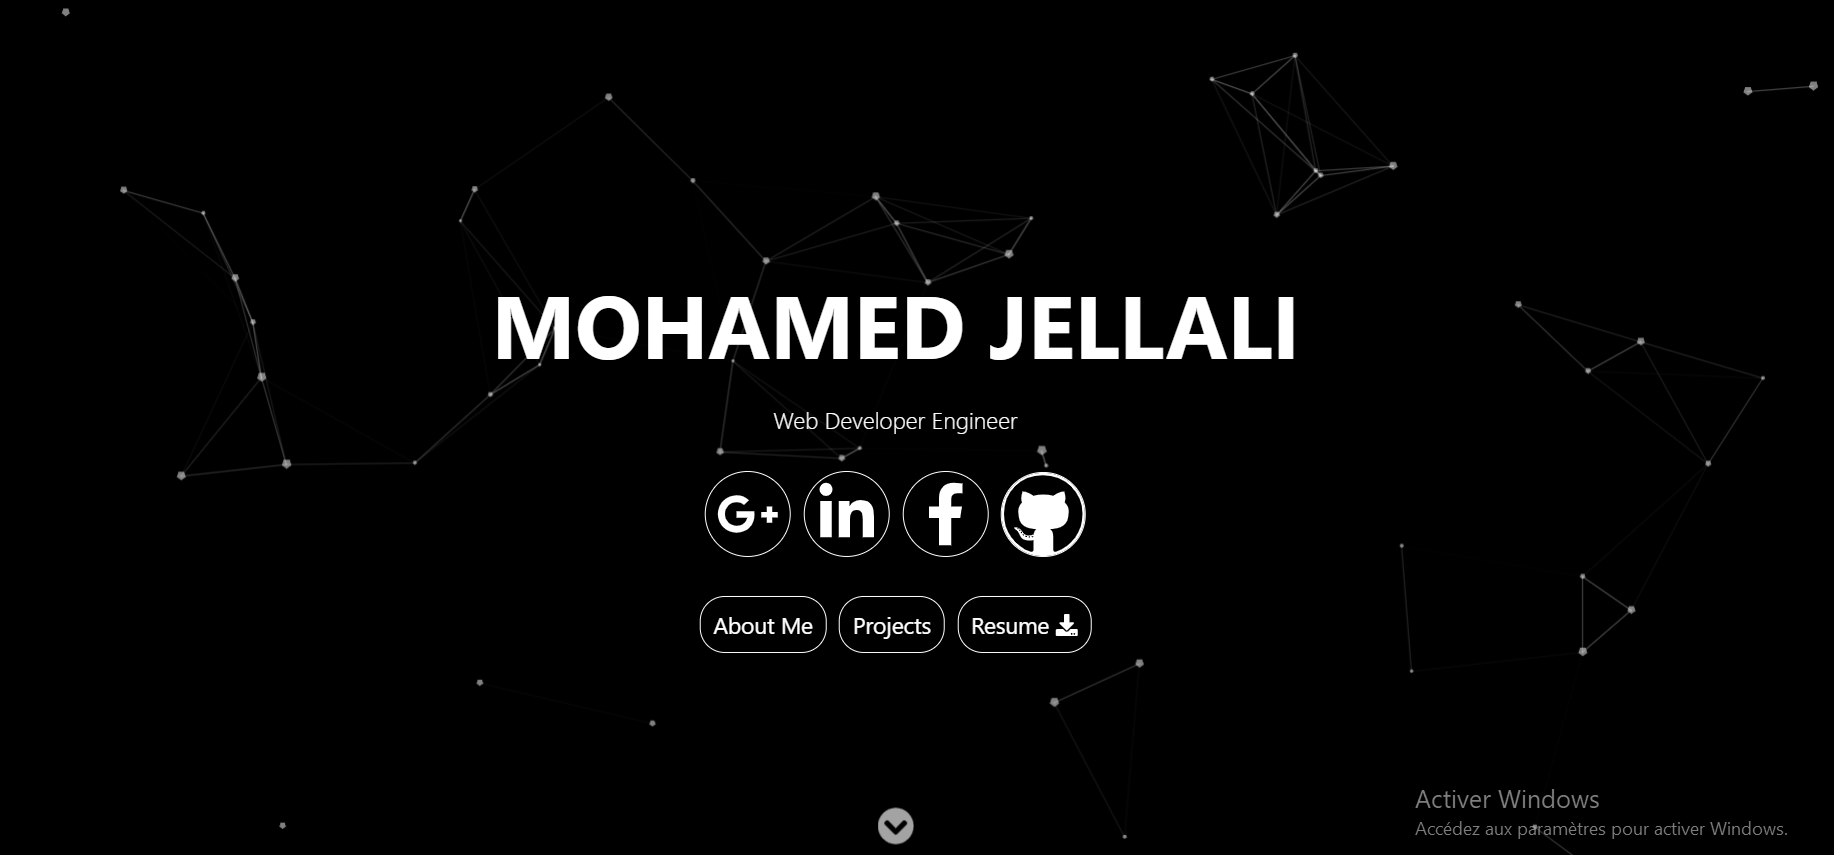 MOHAMED JELLALI
Web Developer Engineer
G+ in f
About Me Projects Resume
Activer Windows
Accédez aux paramètres pour activer Windows.